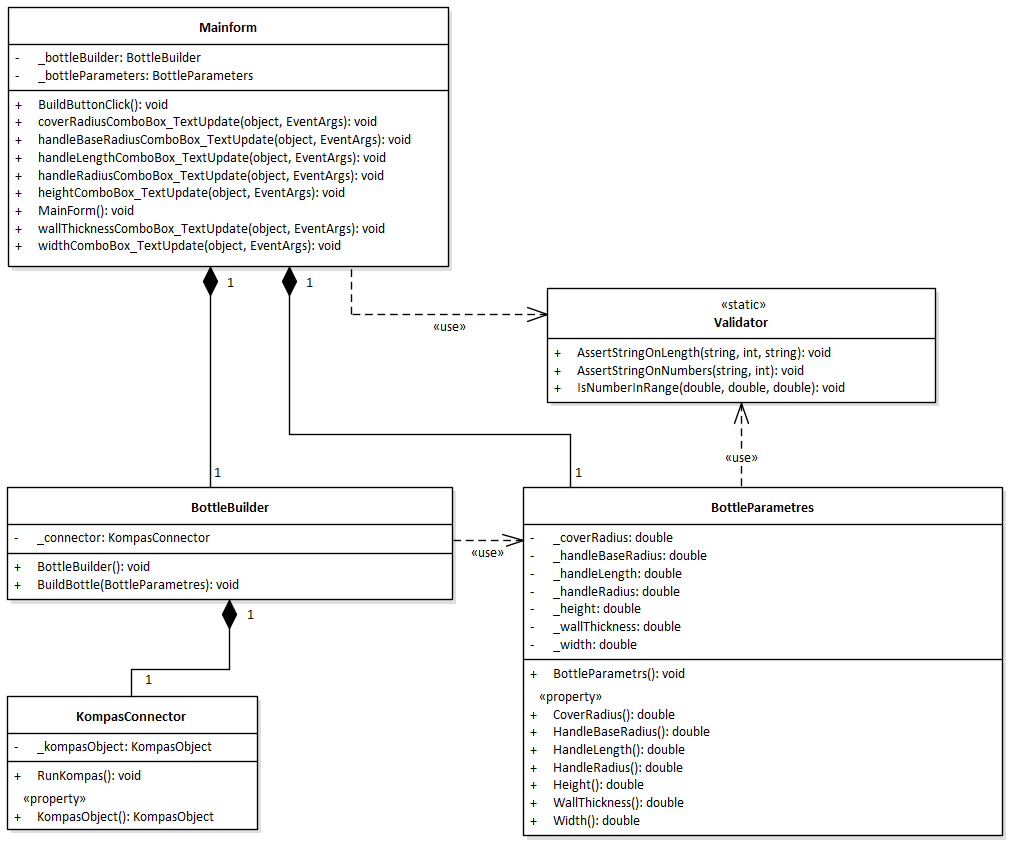 Mainform
- _bottleBuilder: BottleBuilder
- _bottleParameters: BottleParameters
+ BuildButtonClick(): void
+ coverRadiusComboBox_TextUpdate(object, EventArgs): void
+ handleBaseRadiusComboBox_TextUpdate(object, EventArgs): void
+ handleLengthComboBox_TextUpdate(object, EventArgs): void
+ handleRadiusComboBox_TextUpdate(object, EventArgs): void
+ heightComboBox_TextUpdate(object, EventArgs): void
+ MainForm(): void
+ wallThicknessComboBox_TextUpdate(object, EventArgs): void
+ widthComboBox_TextUpdate(object, EventArgs): void
1
1
«use»
«static»
Validator
+ AssertStringOnLength(string, int, string): void
+ AssertStringOnNumbers(string, int): void
+ IsNumberInRange(double, double, double): void
«use»
1
1
BottleBuilder
- _connector: KompasConnector
+ BottleBuilder(): void
+ BuildBottle(BottleParametres): void
«use»
BottleParametres
- _coverRadius: double
- _handleBaseRadius: double
- _handleLength: double
- _handleRadius: double
- _height: double
- _wallThickness: double
- _width: double
+ BottleParametrs(): void
«property»
+ CoverRadius(): double
+ HandleBaseRadius(): double
+ HandleLength(): double
+ HandleRadius(): double
+ Height(): double
+ WallThickness(): double
+ Width(): double
1
1
KompasConnector
- _kompasObject: KompasObject
+ RunKompas(): void
«property»
+ KompasObject(): KompasObject